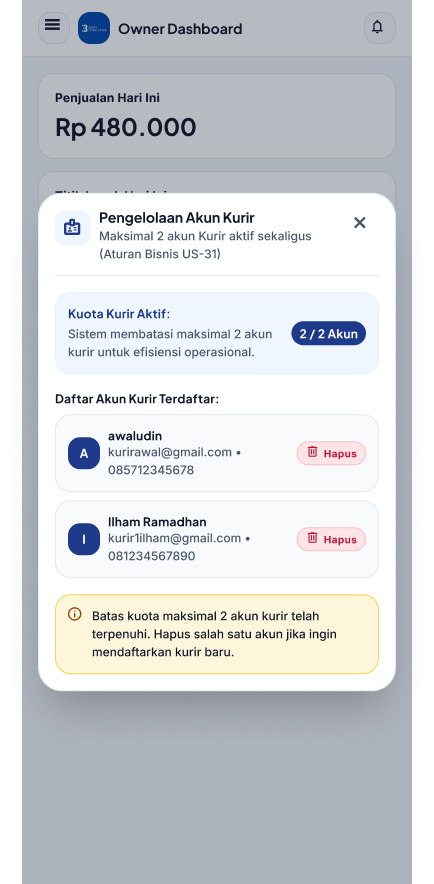 Owner Dashboard
Penjualan Hari Ini
Rp 480.000
Pengelolaan Akun Kurir
Maksimal 2 akun Kurir aktif sekaligus
(Aturan Bisnis US-31)
Kuota Kurir Aktif:
Sistem membatasi maksimal 2 akun
kurir untuk efisiensi operasional.
2 / 2 Akun
Daftar Akun Kurir Terdaftar:
A
awaludin
kurirawal@gmail.com •
085712345678
Hapus
I
Ilham Ramadhan
kurir1ilham@gmail.com •
081234567890
Hapus
Batas kuota maksimal 2 akun kurir telah
terpenuhi. Hapus salah satu akun jika ingin
mendaftarkan kurir baru.